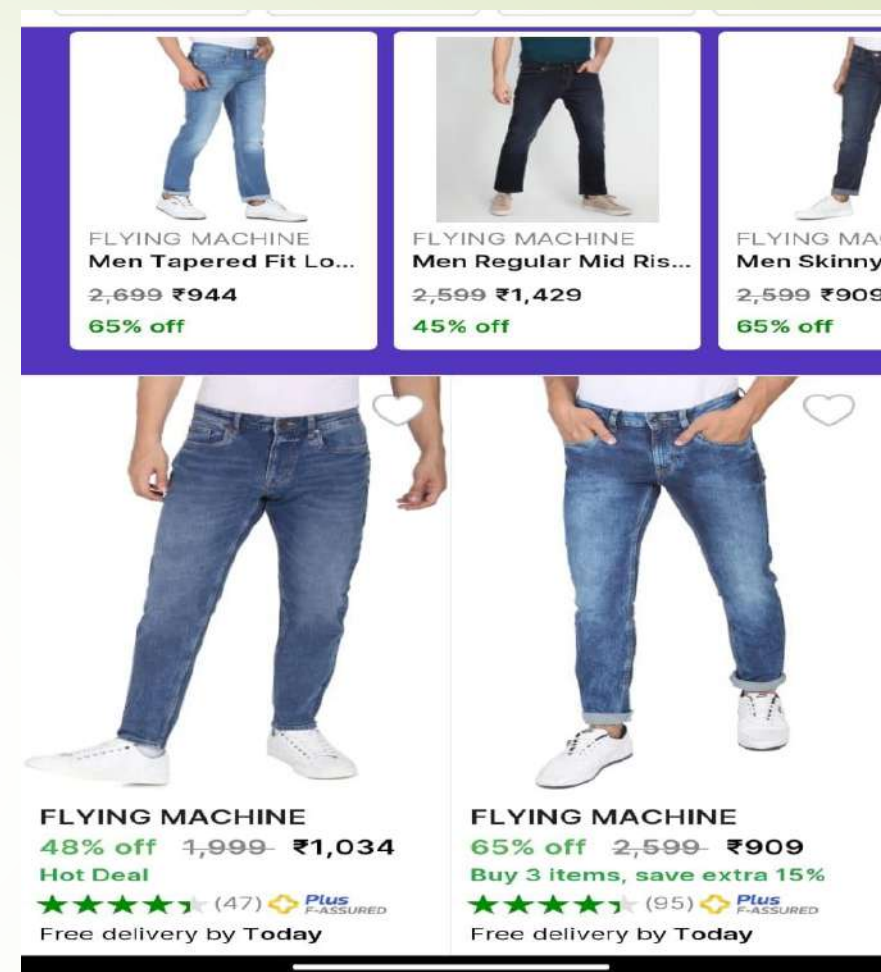 FLYING MACHINE
Men Tapered Fit Lo...
2,699 ₹944
65% off
FLYING MACHINE
Men Regular Mid Ris...
2,599 ₹1,429
45% off
FLYING MA
Men Skinny
2,599 ₹909
65% off
FLYING MACHINE
48% off 1,999 ₹1,034
Hot Deal
(47) Plus F-ASSURED
Free delivery by Today
FLYING MACHINE
65% off 2,599 ₹909
Buy 3 items, save extra 15%
(95) Plus F-ASSURED
Free delivery by Today